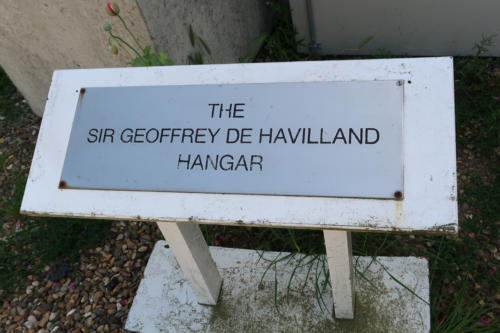 THE
SIR GEOFFREY DE HAVILLAND
HANGAR